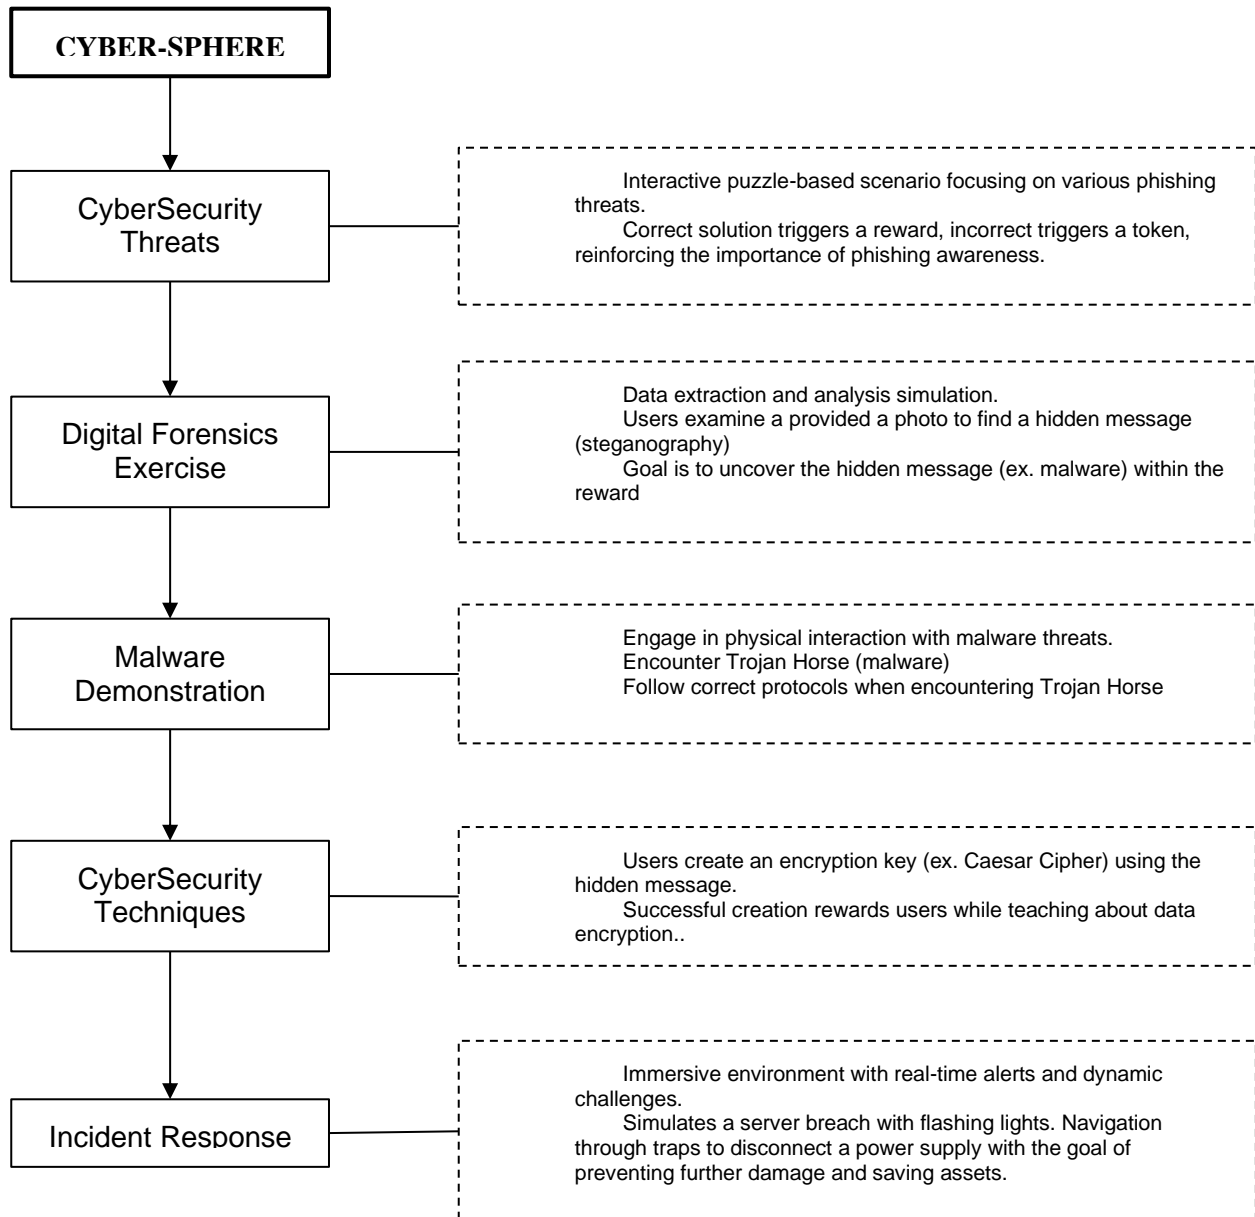 CYBER-SPHERE
CyberSecurity
Threats
Interactive puzzle-based scenario focusing on various phishing
threats.
Correct solution triggers a reward, incorrect triggers a token,
reinforcing the importance of phishing awareness.
Digital Forensics
Exercise
Data extraction and analysis simulation.
Users examine a provided a photo to find a hidden message
(steganography)
Goal is to uncover the hidden message (ex. malware) within the
reward
Malware
Demonstration
Engage in physical interaction with malware threats.
Encounter Trojan Horse (malware)
Follow correct protocols when encountering Trojan Horse
CyberSecurity
Techniques
Users create an encryption key (ex. Caesar Cipher) using the
hidden message.
Successful creation rewards users while teaching about data
encryption..
Incident Response
Immersive environment with real-time alerts and dynamic
challenges.
Simulates a server breach with flashing lights. Navigation
through traps to disconnect a power supply with the goal of
preventing further damage and saving assets.